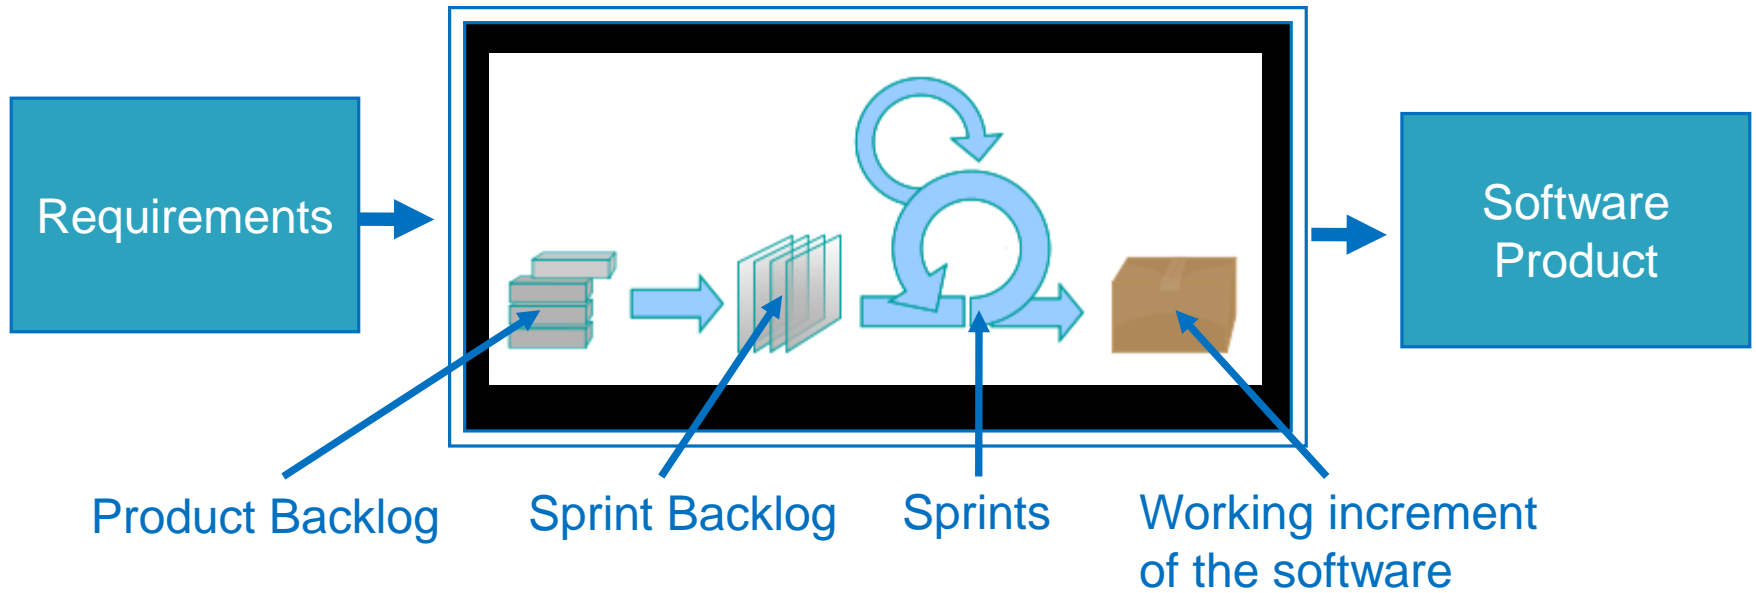 Requirements
Software
Product
Product Backlog
Sprint Backlog
Sprints
Working increment
of the software